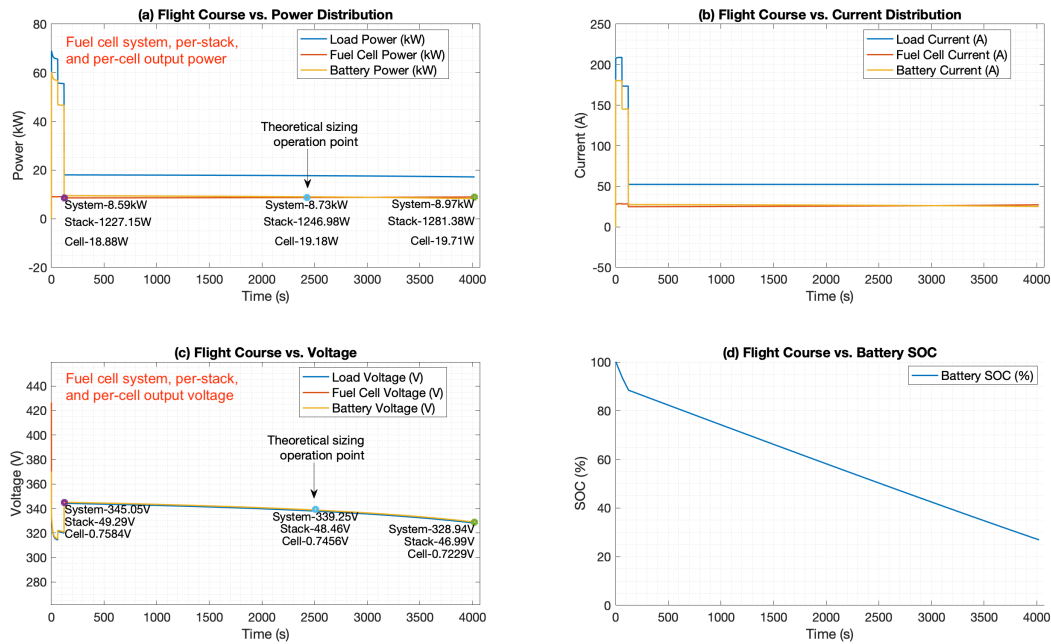 (a) Flight Course vs. Power Distribution
Fuel cell system, per-stack,
and per-cell output power
Load Power (kW)
Fuel Cell Power (kW)
Battery Power (kW)
Theoretical sizing
operation point
System-8.59kW
Stack-1227.15W
Cell-18.88W
System-8.73kW
Stack-1246.98W
Cell-19.18W
System-8.97kW
Stack-1281.38W
Cell-19.71W
Power (kW)
80
60
40
20
0
-20
0 500 1000 1500 2000 2500 3000 3500 4000
Time (s)
(b) Flight Course vs. Current Distribution
Load Current (A)
Fuel Cell Current (A)
Battery Current (A)
Current (A)
250
200
150
100
50
0
-50
0 500 1000 1500 2000 2500 3000 3500 4000
Time (s)
(c) Flight Course vs. Voltage
Fuel cell system, per-stack,
and per-cell output voltage
Load Voltage (V)
Fuel Cell Voltage (V)
Battery Voltage (V)
Theoretical sizing
operation point
System-345.05V
Stack-49.29V
Cell-0.7584V
System-339.25V
Stack-48.46V
Cell-0.7456V
System-328.94V
Stack-46.99V
Cell-0.7229V
Voltage (V)
440
420
400
380
360
340
320
300
280
0 500 1000 1500 2000 2500 3000 3500 4000
Time (s)
(d) Flight Course vs. Battery SOC
Battery SOC (%)
SOC (%)
100
80
60
40
20
0
0 500 1000 1500 2000 2500 3000 3500 4000
Time (s)